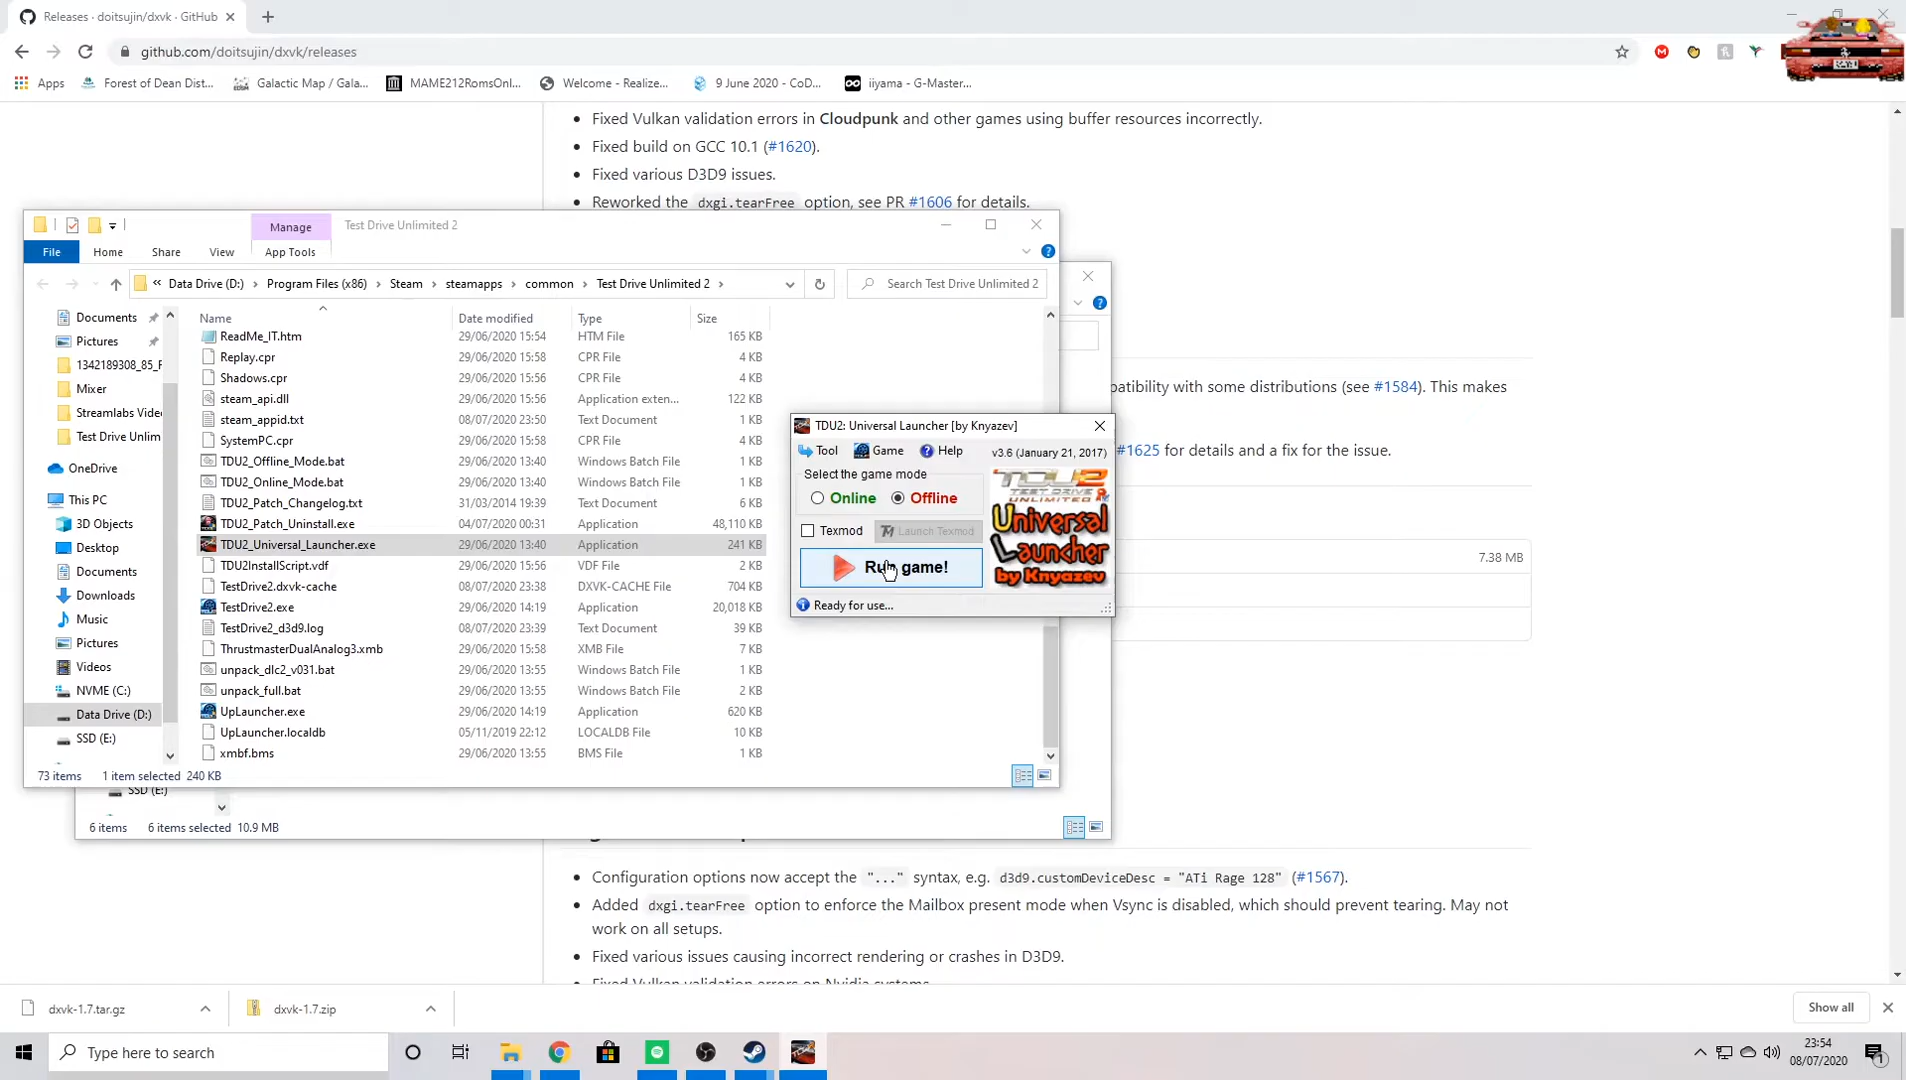 Releases · doitsujin/dxvk · GitHub
github.com/doitsujin/dxvk/releases
Apps
Forest of Dean Dist...
Galactic Map / Gala...
MAME212RomsOnl...
Welcome - Realize...
9 June 2020 - CoD...
iiyama - G-Master...
Fixed Vulkan validation errors in Cloudpunk and other games using buffer resources incorrectly.
Fixed build on GCC 10.1 (#1620).
Fixed various D3D9 issues.
Reworked the dxgi.tearFree option, see PR #1606 for details.
Manage
Test Drive Unlimited 2
File
Home
Share
View
App Tools
« Data Drive (D:) > Program Files (x86) > Steam > steamapps > common > Test Drive Unlimited 2 >
Search Test Drive Unlimited 2
Documents
Pictures
1342189308_85_F
Mixer
Streamlabs Video
Test Drive Unlim
OneDrive
This PC
3D Objects
Desktop
Documents
Downloads
Music
Pictures
Videos
NVME (C:)
Data Drive (D:)
SSD (E:)
Name Date modified Type Size
ReadMe_IT.htm 29/06/2020 15:54 HTM File 165 KB
Replay.cpr 29/06/2020 15:58 CPR File 4 KB
Shadows.cpr 29/06/2020 15:56 CPR File 4 KB
steam_api.dll 29/06/2020 15:56 Application exten... 122 KB
steam_appid.txt 08/07/2020 23:50 Text Document 1 KB
SystemPC.cpr 29/06/2020 15:58 CPR File 4 KB
TDU2_Offline_Mode.bat 29/06/2020 13:40 Windows Batch File 1 KB
TDU2_Online_Mode.bat 29/06/2020 13:40 Windows Batch File 1 KB
TDU2_Patch_Changelog.txt 31/03/2014 19:39 Text Document 1 KB
TDU2_Patch_Uninstall.exe 04/07/2020 00:31 Application 48,110 KB
TDU2_Universal_Launcher.exe 29/06/2020 13:40 Application 241 KB
TDU2InstallScript.vdf 29/06/2020 15:56 VDF File 2 KB
TestDrive2.dxvk-cache 08/07/2020 23:38 DXVK-CACHE File 704 KB
TestDrive2.exe 29/06/2020 14:19 Application 20,018 KB
TestDrive2_d3d9.log 08/07/2020 23:39 Text Document 39 KB
ThrustmasterDualAnalog3.xmb 29/06/2020 15:58 XMB File 7 KB
unpack_dlc2_v031.bat 29/06/2020 13:55 Windows Batch File 1 KB
unpack_full.bat 29/06/2020 13:55 Windows Batch File 2 KB
UpLauncher.exe 29/06/2020 14:19 Application 620 KB
UpLauncher.localdb 05/11/2019 22:12 LOCALDB File 10 KB
xmbf.bms 29/06/2020 13:55 BMS File 1 KB
73 items 1 item selected 240 KB
SSD (E:)
6 items 6 items selected 10.9 MB
TDU2: Universal Launcher [by Knyazev]
Tool Game Help v3.6 (January 21, 2017)
Select the game mode
Online Offline
Texmod Launch Texmod
Run game!
Ready for use...
TDU2
TEST DRIVE
UNLIMITED
Universal
Launcher
by Knyazev
patibility with some distributions (see #1584). This makes
#1625 for details and a fix for the issue.
7.38 MB
Configuration options now accept the "..." syntax, e.g. d3d9.customDeviceDesc = "ATi Rage 128" (#1567).
Added dxgi.tearFree option to enforce the Mailbox present mode when Vsync is disabled, which should prevent tearing. May not
work on all setups.
Fixed various issues causing incorrect rendering or crashes in D3D9.
Fixed Vulkan validation errors on Nvidia systems.
dxvk-1.7.tar.gz
dxvk-1.7.zip
Show all
Type here to search
23:54
08/07/2020